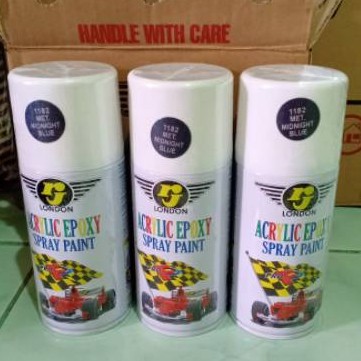 HANDLE WITH CARE
1182
MET.
MIDNIGHT
BLUE
rj
LONDON
ACRYLIC EPOXY
SPRAY PAINT
1182
MET.
MIDNIGHT
BLUE
rj
LONDON
ACRYLIC EPOXY
SPRAY PAINT
1182
MET.
MIDNIGHT
BLUE
rj
LONDON
ACRYLIC EPOXY
SPRAY PAINT